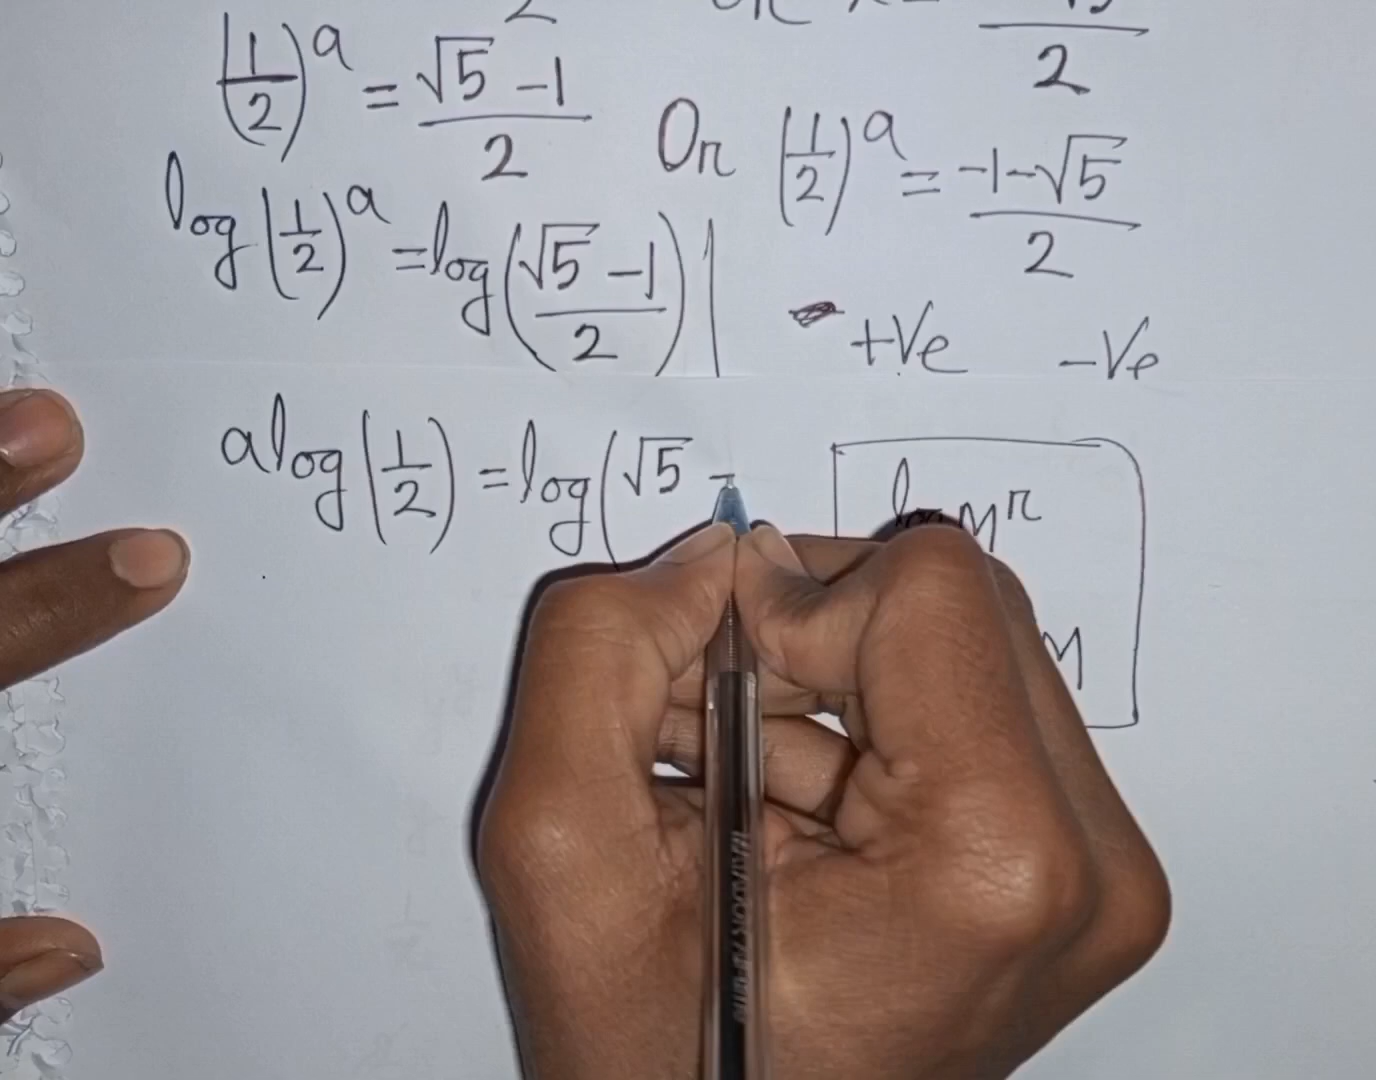 (1/2)^a = (√5 - 1)/2 Or (1/2)^a = (-1-√5)/2
log(1/2)^a = log((√5 - 1)/2) | +Ve -Ve
a log(1/2) = log(√5 -
M^r
M